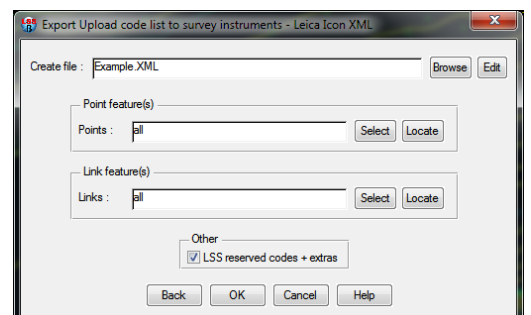 Export Upload code list to survey instruments - Leica Icon XML
Create file : Example.XML Browse Edit
Point feature(s)
Points : all Select Locate
Link feature(s)
Links : all Select Locate
Other
LSS reserved codes + extras
Back OK Cancel Help